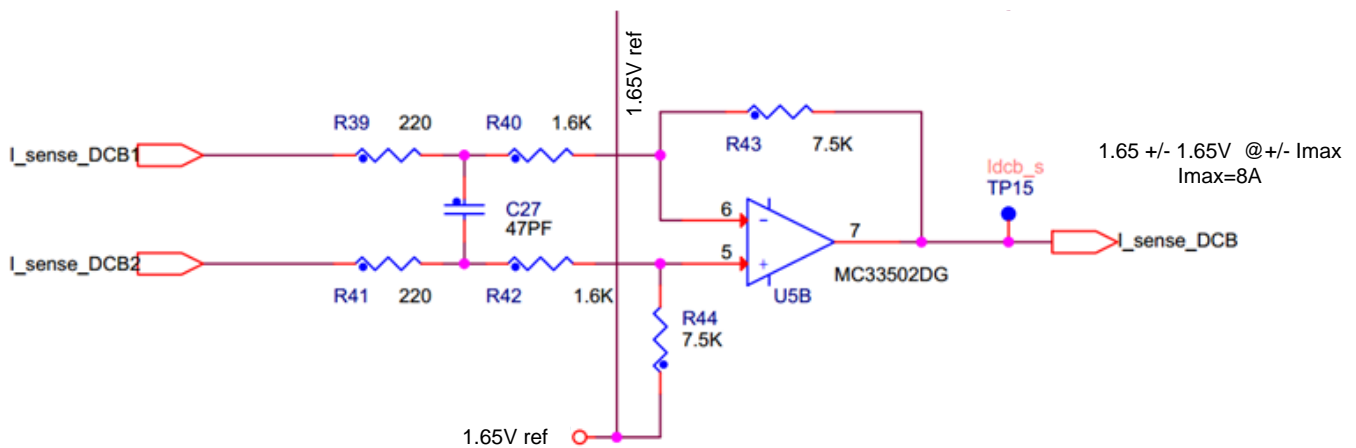 1.65V ref
R39 220 R40 1.6K
R43
7.5K
I_sense_DCB1
1.65 +/- 1.65V @+/- Imax
Imax=8A
Idcb_s
TP15
C27
47PF
6
-
7
I_sense_DCB
5
+
MC33502DG
U5B
I_sense_DCB2
R41 220 R42 1.6K
R44
7.5K
1.65V ref